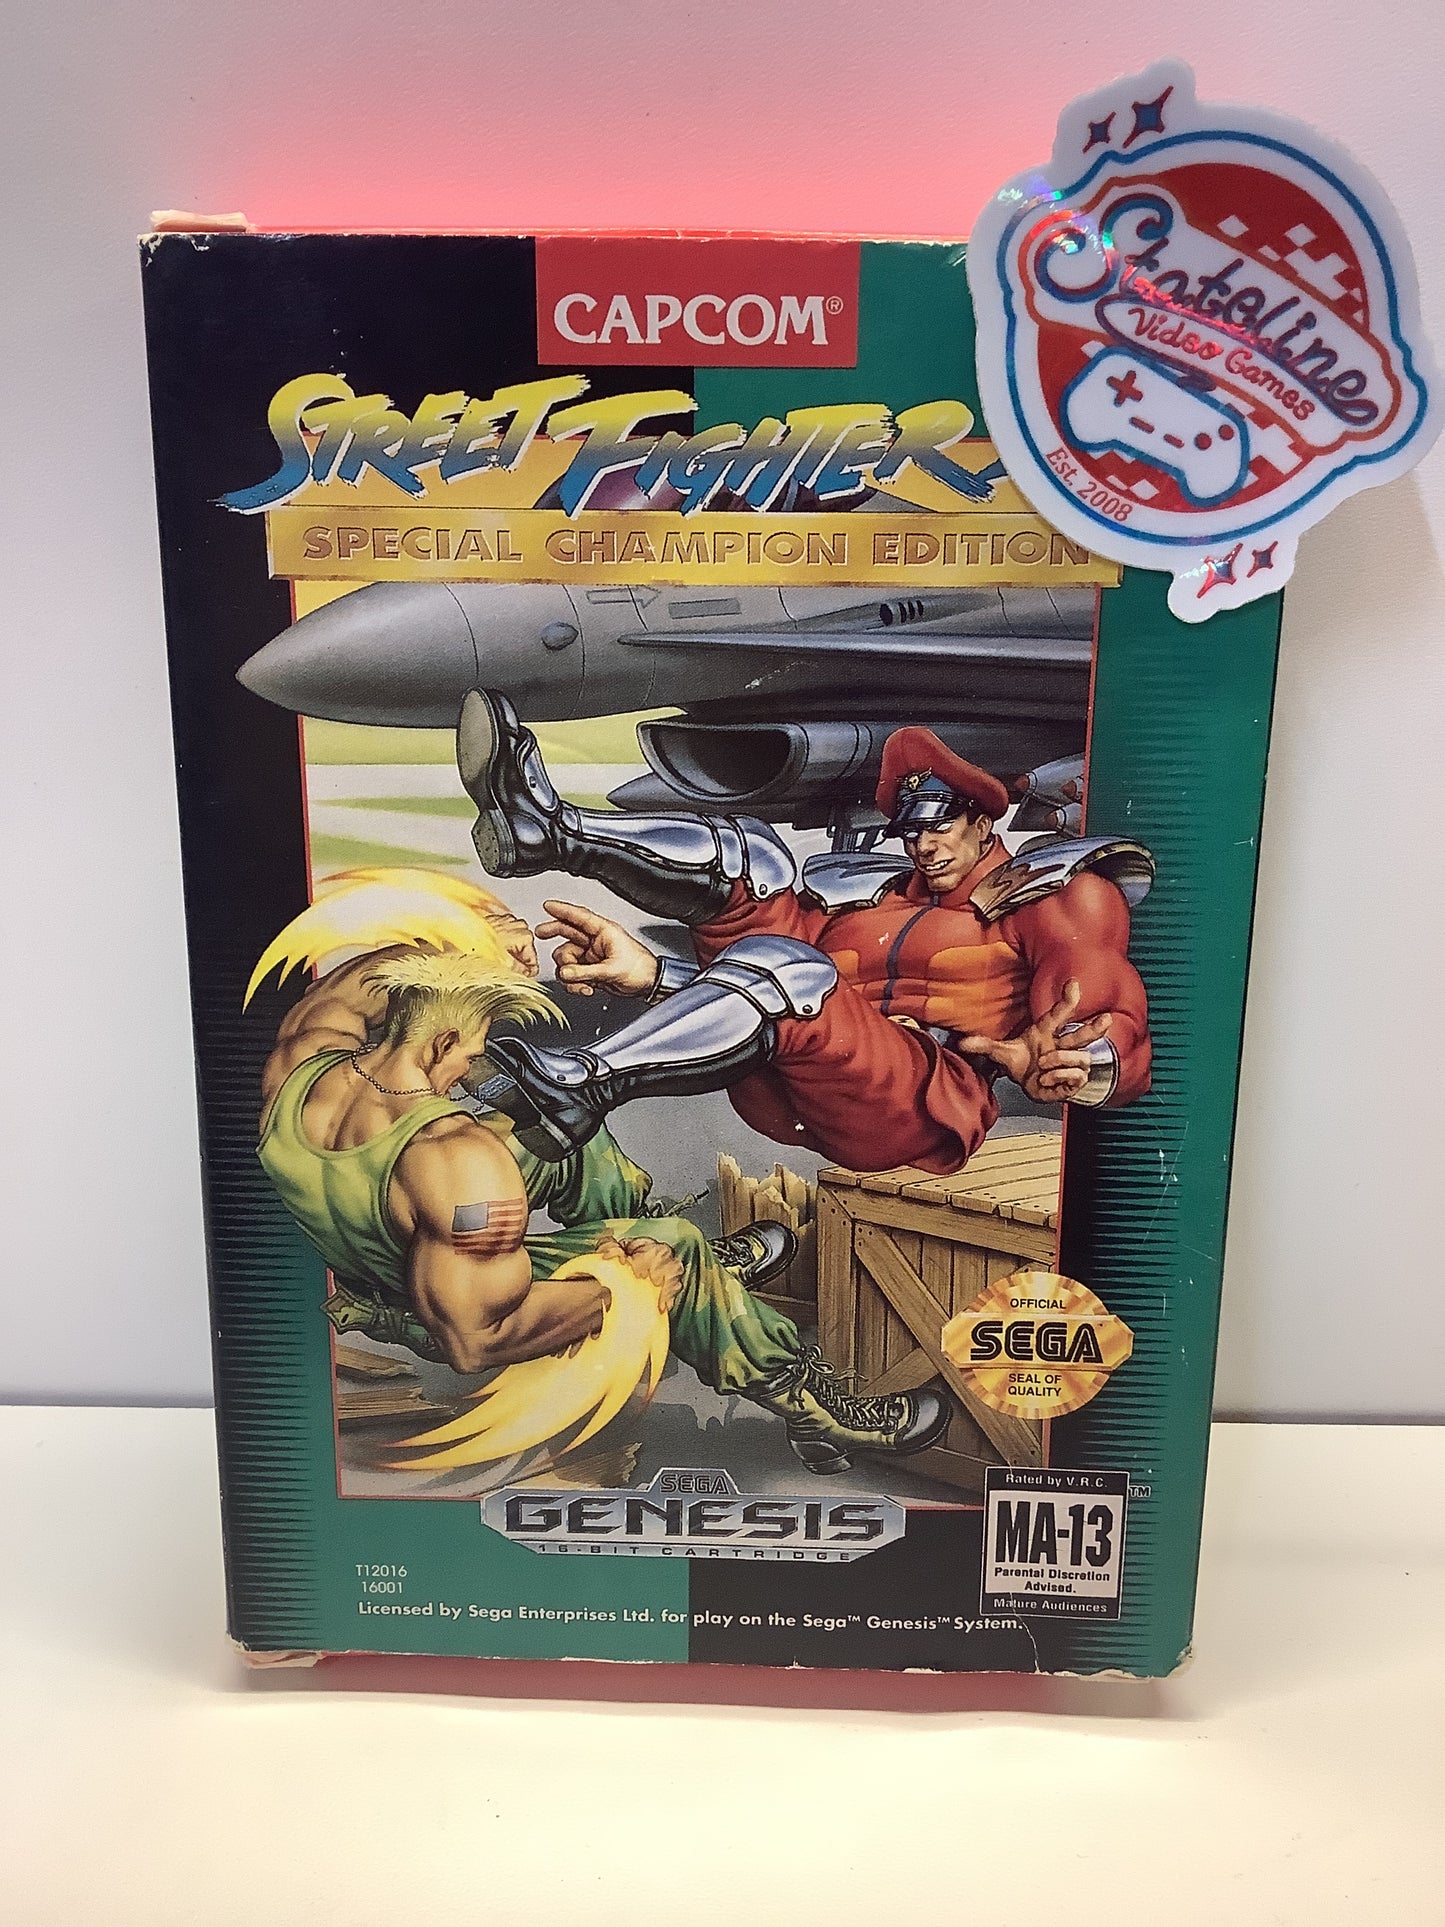 CAPCOM®
STREET FIGHTER
SPECIAL CHAMPION EDITION
Stateline
Video Games
Est. 2008
OFFICIAL
SEGA
SEAL OF
QUALITY
SEGA
GENESIS
16-BIT CARTRIDGE
Rated by V.R.C.
MA-13
Parental Discretion
Advised.
Mature Audiences
TM
T12016
16001
Licensed by Sega Enterprises Ltd. for play on the Sega™ Genesis™ System.